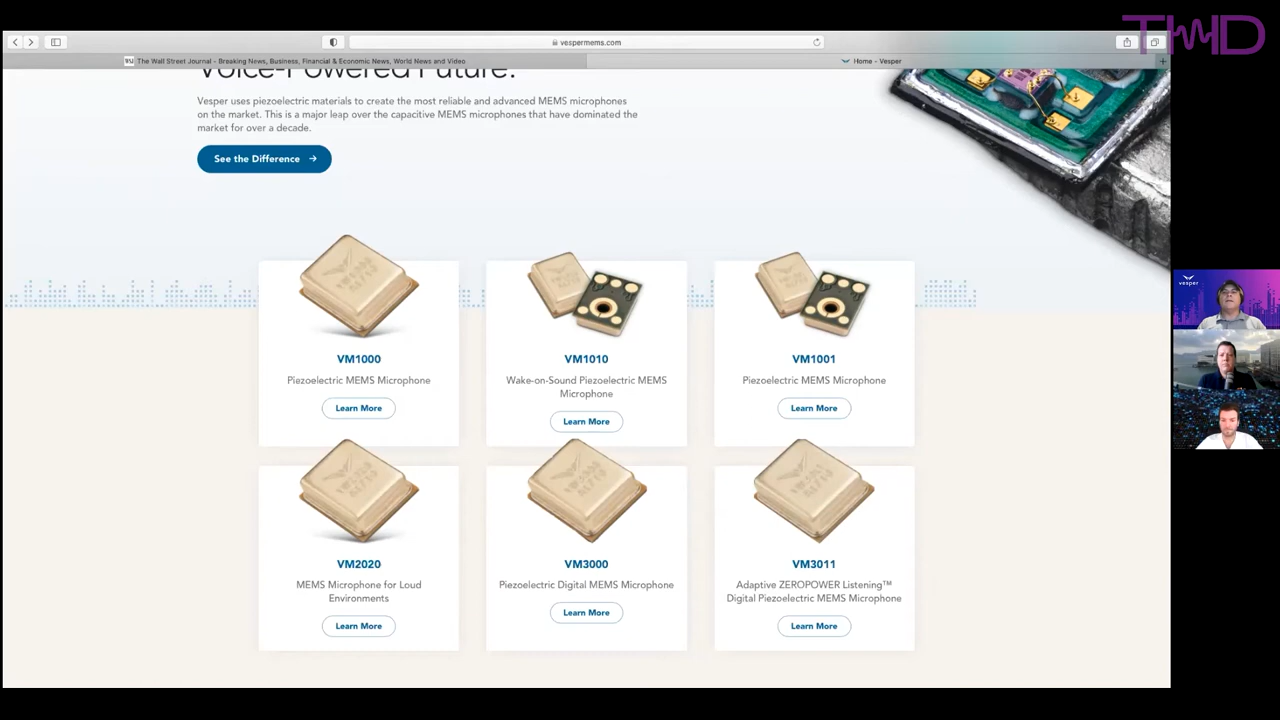 TWD
vespermems.com
The Wall Street Journal - Breaking News, Business, Financial & Economic News, World News and Video
Home - Vesper
Voice-Powered Future.
Vesper uses piezoelectric materials to create the most reliable and advanced MEMS microphones
on the market. This is a major leap over the capacitive MEMS microphones that have dominated the
market for over a decade.
See the Difference →
VM1000
Piezoelectric MEMS Microphone
Learn More
VM1010
Wake-on-Sound Piezoelectric MEMS
Microphone
Learn More
VM1001
Piezoelectric MEMS Microphone
Learn More
vesper
VM2020
MEMS Microphone for Loud
Environments
Learn More
VM3000
Piezoelectric Digital MEMS Microphone
Learn More
VM3011
Adaptive ZEROPOWER Listening™
Digital Piezoelectric MEMS Microphone
Learn More